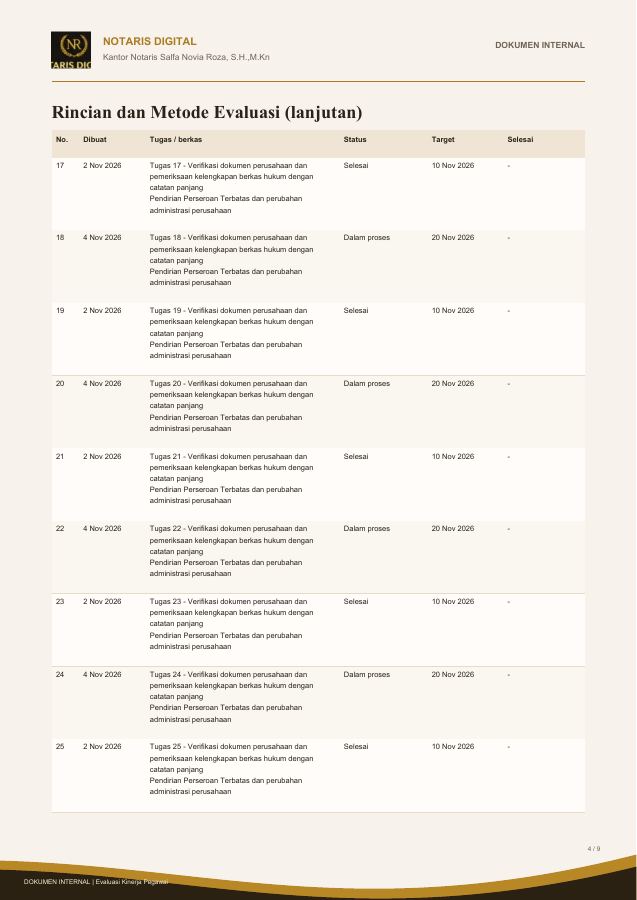 NR
TARIS DIG
NOTARIS DIGITAL
Kantor Notaris Salfa Novia Roza, S.H.,M.Kn
DOKUMEN INTERNAL
Rincian dan Metode Evaluasi (lanjutan)
No. Dibuat Tugas / berkas Status Target Selesai
17 2 Nov 2026 Tugas 17 - Verifikasi dokumen perusahaan dan Selesai 10 Nov 2026 -
pemeriksaan kelengkapan berkas hukum dengan
catatan panjang
Pendirian Perseroan Terbatas dan perubahan
administrasi perusahaan
18 4 Nov 2026 Tugas 18 - Verifikasi dokumen perusahaan dan Dalam proses 20 Nov 2026 -
pemeriksaan kelengkapan berkas hukum dengan
catatan panjang
Pendirian Perseroan Terbatas dan perubahan
administrasi perusahaan
19 2 Nov 2026 Tugas 19 - Verifikasi dokumen perusahaan dan Selesai 10 Nov 2026 -
pemeriksaan kelengkapan berkas hukum dengan
catatan panjang
Pendirian Perseroan Terbatas dan perubahan
administrasi perusahaan
20 4 Nov 2026 Tugas 20 - Verifikasi dokumen perusahaan dan Dalam proses 20 Nov 2026 -
pemeriksaan kelengkapan berkas hukum dengan
catatan panjang
Pendirian Perseroan Terbatas dan perubahan
administrasi perusahaan
21 2 Nov 2026 Tugas 21 - Verifikasi dokumen perusahaan dan Selesai 10 Nov 2026 -
pemeriksaan kelengkapan berkas hukum dengan
catatan panjang
Pendirian Perseroan Terbatas dan perubahan
administrasi perusahaan
22 4 Nov 2026 Tugas 22 - Verifikasi dokumen perusahaan dan Dalam proses 20 Nov 2026 -
pemeriksaan kelengkapan berkas hukum dengan
catatan panjang
Pendirian Perseroan Terbatas dan perubahan
administrasi perusahaan
23 2 Nov 2026 Tugas 23 - Verifikasi dokumen perusahaan dan Selesai 10 Nov 2026 -
pemeriksaan kelengkapan berkas hukum dengan
catatan panjang
Pendirian Perseroan Terbatas dan perubahan
administrasi perusahaan
24 4 Nov 2026 Tugas 24 - Verifikasi dokumen perusahaan dan Dalam proses 20 Nov 2026 -
pemeriksaan kelengkapan berkas hukum dengan
catatan panjang
Pendirian Perseroan Terbatas dan perubahan
administrasi perusahaan
25 2 Nov 2026 Tugas 25 - Verifikasi dokumen perusahaan dan Selesai 10 Nov 2026 -
pemeriksaan kelengkapan berkas hukum dengan
catatan panjang
Pendirian Perseroan Terbatas dan perubahan
administrasi perusahaan
4 / 9
DOKUMEN INTERNAL | Evaluasi Kinerja Pegawai